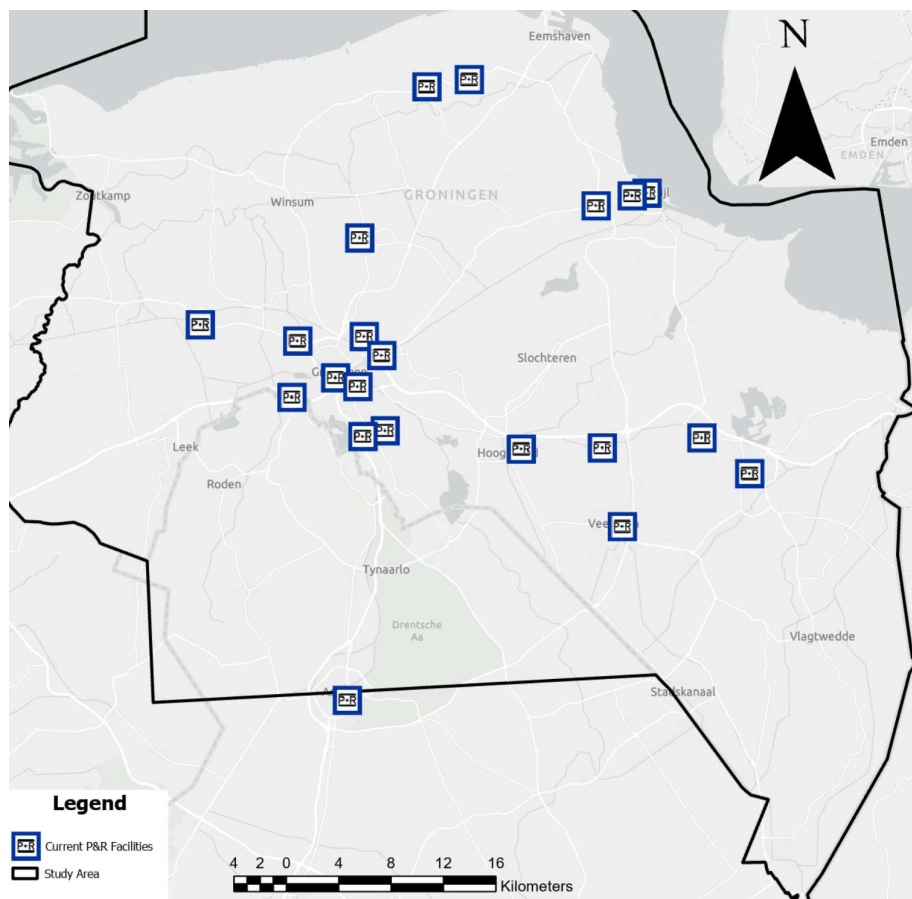 Eemshaven
N
Emden
EMDEN
P+R
P+R
GRONINGEN
Zoutkamp
Winsum
P+R
P+R
P+R
P+R
P+R
P+R
P+R
Slochteren
P+R
P+R
P+R
P+R
P+R
P+R
Leek
P+R
P+R
P+R
P+R
Roden
P+R
Tynaarlo
Drentsche
Aa
Vlagtwedde
Stadskanaal
P+R
Legend
P+R Current P&R Facilities
Study Area
4 2 0 4 8 12 16
Kilometers